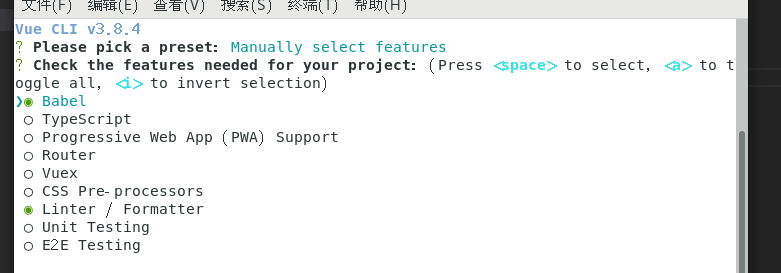 文件(F) 编辑(E) 查看(V) 搜索(S) 终端(T) 帮助(H)
Vue CLI v3.8.4
? Please pick a preset: Manually select features
? Check the features needed for your project: (Press <space> to select, <a> to t
oggle all, <i> to invert selection)
❯◉ Babel
◯ TypeScript
◯ Progressive Web App (PWA) Support
◯ Router
◯ Vuex
◯ CSS Pre-processors
◉ Linter / Formatter
◯ Unit Testing
◯ E2E Testing